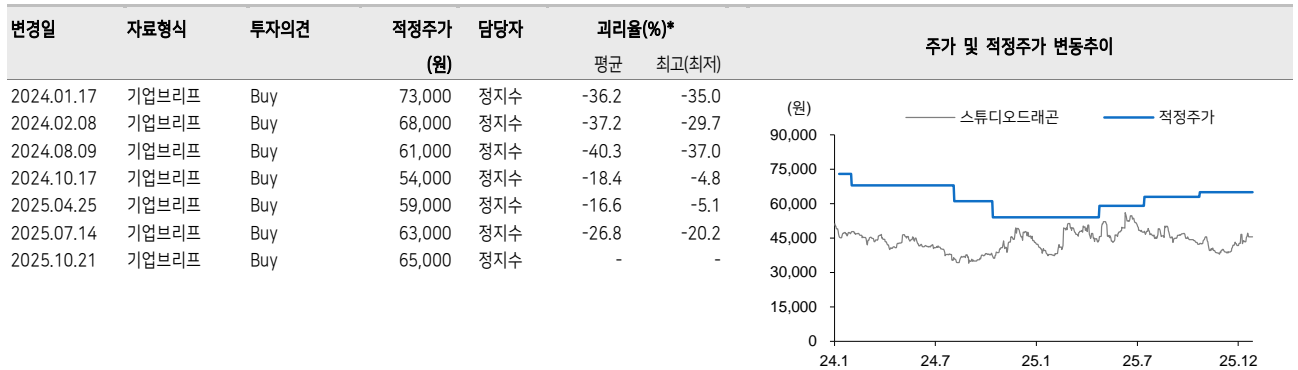 변경일 자료형식 투자의견 적정주가 담당자 괴리율(%)* 주가 및 적정주가 변동추이
(원) 평균 최고(최저)
2024.01.17 기업브리프 Buy 73,000 정지수 -36.2 -35.0
2024.02.08 기업브리프 Buy 68,000 정지수 -37.2 -29.7
2024.08.09 기업브리프 Buy 61,000 정지수 -40.3 -37.0
2024.10.17 기업브리프 Buy 54,000 정지수 -18.4 -4.8
2025.04.25 기업브리프 Buy 59,000 정지수 -16.6 -5.1
2025.07.14 기업브리프 Buy 63,000 정지수 -26.8 -20.2
2025.10.21 기업브리프 Buy 65,000 정지수 - -
(원) 스튜디오드래곤 적정주가
90,000
75,000
60,000
45,000
30,000
15,000
0
24.1 24.7 25.1 25.7 25.12